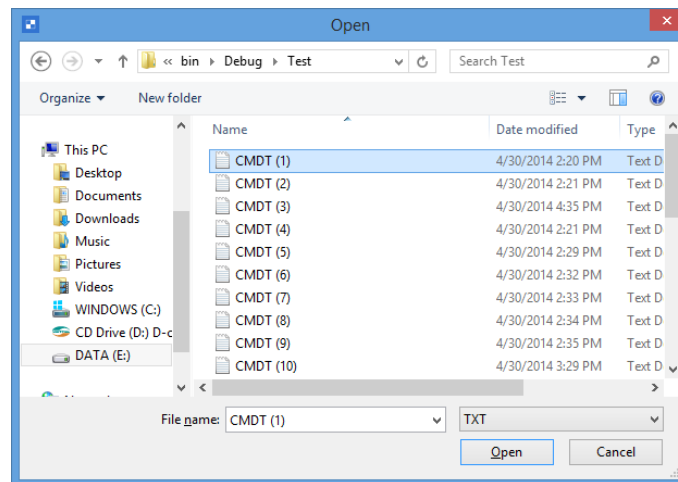 Open
« bin Debug Test
Search Test
Organize New folder
Name Date modified Type
This PC
Desktop
Documents
Downloads
Music
Pictures
Videos
WINDOWS (C:)
CD Drive (D:) D-c
DATA (E:)
CMDT (1) 4/30/2014 2:20 PM Text D
CMDT (2) 4/30/2014 2:21 PM Text D
CMDT (3) 4/30/2014 4:35 PM Text D
CMDT (4) 4/30/2014 2:21 PM Text D
CMDT (5) 4/30/2014 2:29 PM Text D
CMDT (6) 4/30/2014 2:32 PM Text D
CMDT (7) 4/30/2014 2:33 PM Text D
CMDT (8) 4/30/2014 2:34 PM Text D
CMDT (9) 4/30/2014 2:35 PM Text D
CMDT (10) 4/30/2014 3:29 PM Text D
File name: CMDT (1) TXT
Open Cancel